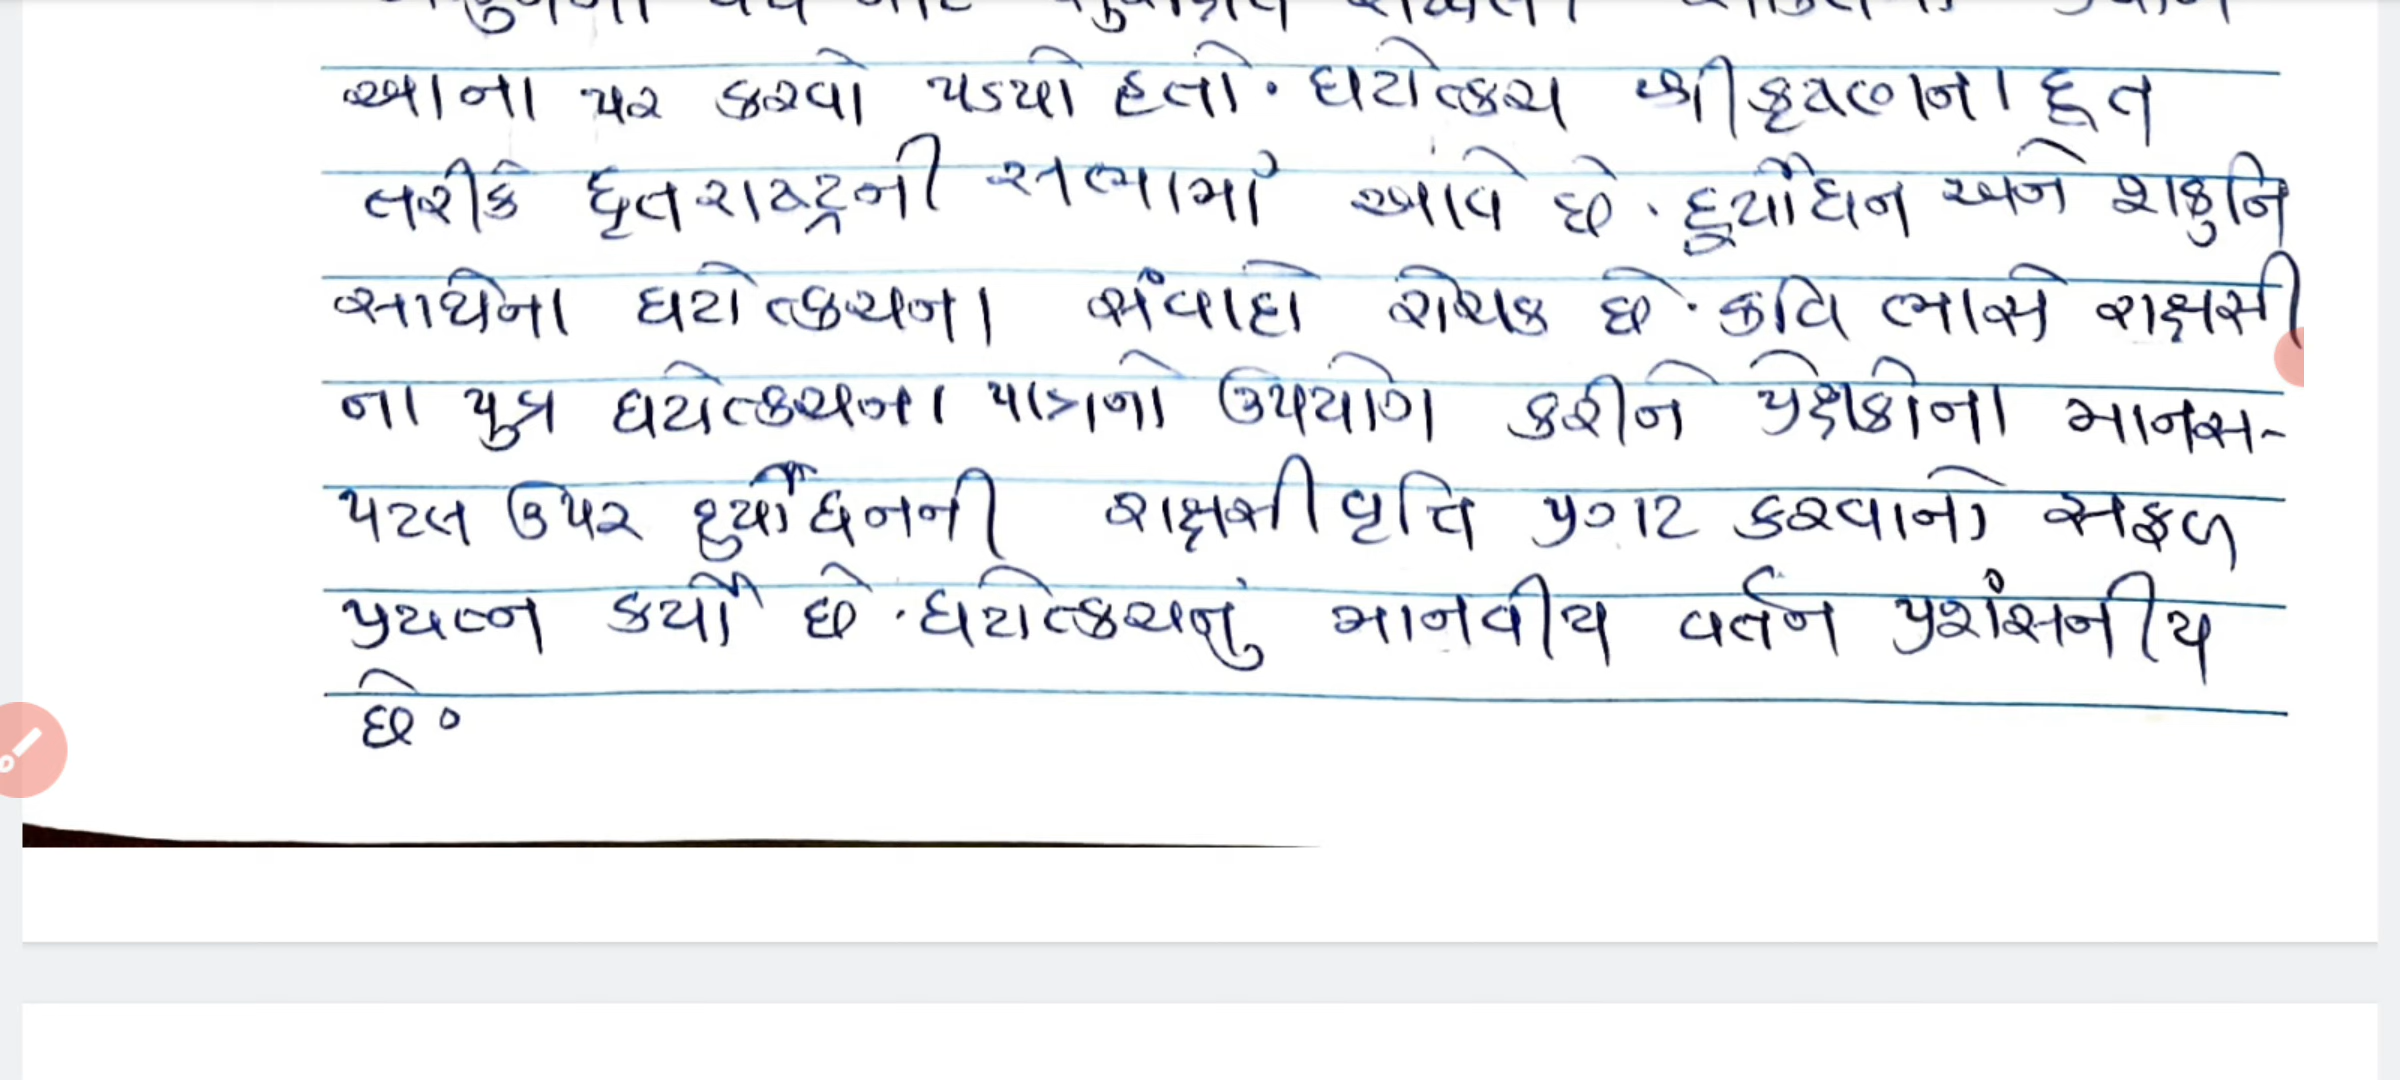 આના પર કરવો પડયો હતો. ઘટોત્કચ શ્રીકૃષ્ણના દૂત
તરીકે ધૃતરાષ્ટ્રની સભામાં આવે છે. દુર્યોધન અને શકુનિ
સાથેના ઘટોત્કચના સંવાદો રોચક છે. કવિ ભાસે રાક્ષસી
ના પુત્ર ઘટોત્કચના પાત્રનો ઉપયોગ કરીને પ્રેક્ષકોના માનસ-
પટલ ઉપર દુર્યોધનની રાક્ષસીવૃત્તિ પ્રગટ કરવાનો સફળ
પ્રયત્ન કર્યો છે. ઘટોત્કચનું માનવીય વર્તન પ્રશંસનીય
છે.